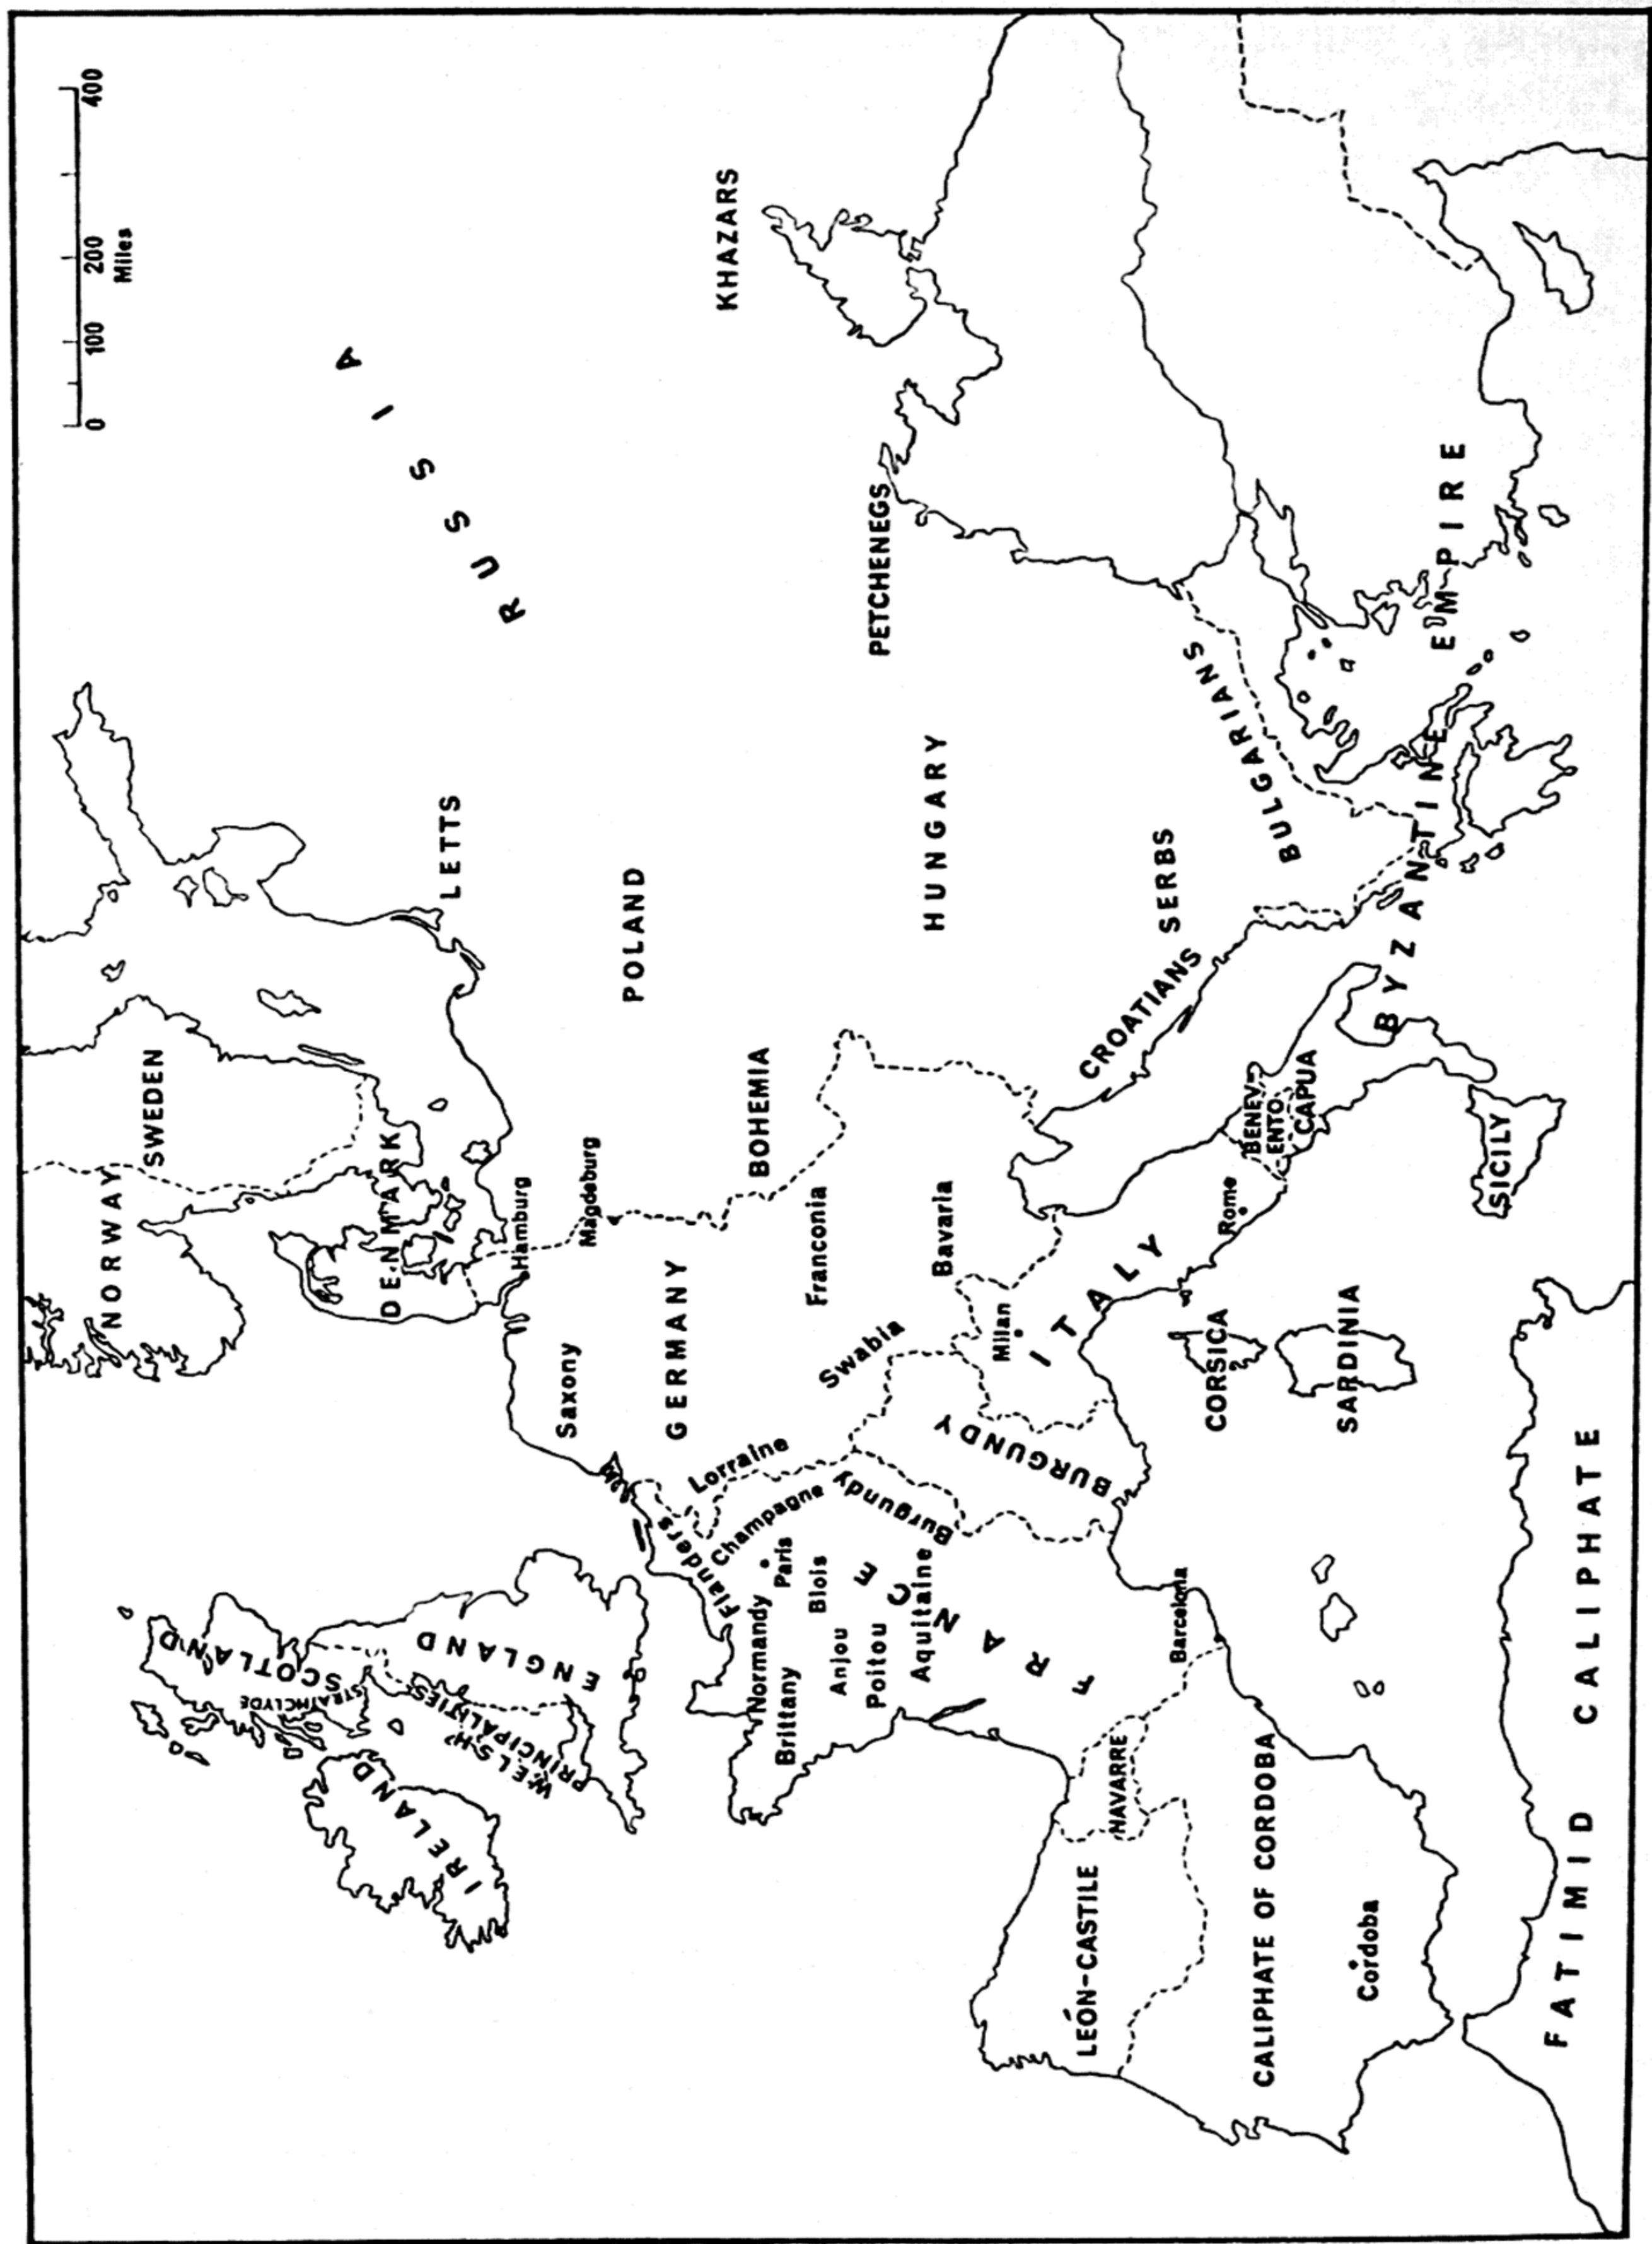 NORWAY
SWEDEN
RUSSIA
0 100 200 400
Miles
SCOTLAND
STRATHCLYDE
IRELAND
WELSH
PRINCIPALITIES
ENGLAND
DENMARK
LETTS
Hamburg
Saxony
Magdeburg
POLAND
GERMANY
Flanders
Lorraine
Champagne
KHAZARS
Normandy
Paris
Brittany
Blois
BOHEMIA
Franconia
Anjou
Poitou
Swabia
PETCHENEGS
Aquitaine
Burgundy
FRANCE
Bavaria
HUNGARY
BURGUNDY
Milan
ITALY
LEÓN-CASTILE
NAVARRE
Barcelona
CROATIANS
SERBS
BULGARIANS
CORSICA
Rome
BENEV-
ENTO
CAPUA
CALIPHATE OF CORDOBA
Cordoba
SARDINIA
BYZANTINE EMPIRE
SICILY
FATIMID CALIPHATE